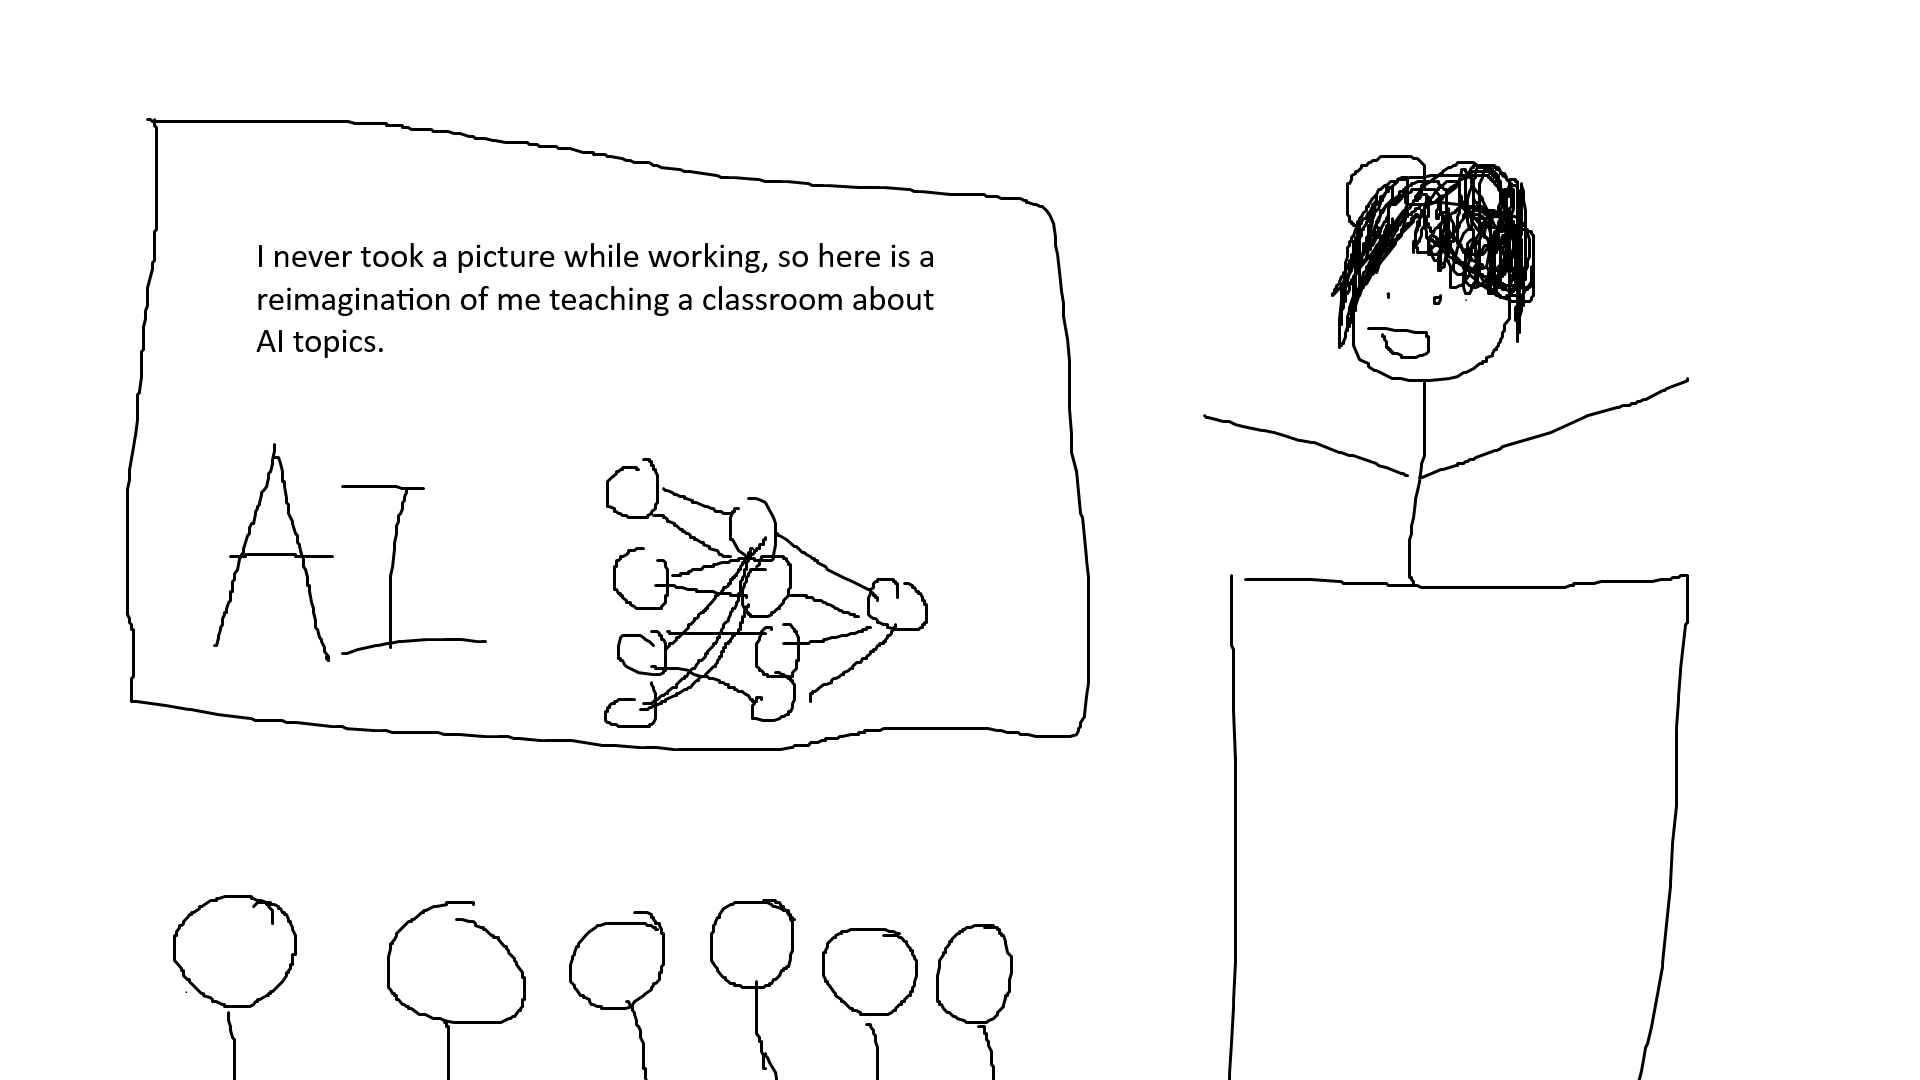 I never took a picture while working, so here is a
reimagination of me teaching a classroom about
AI topics.
AI